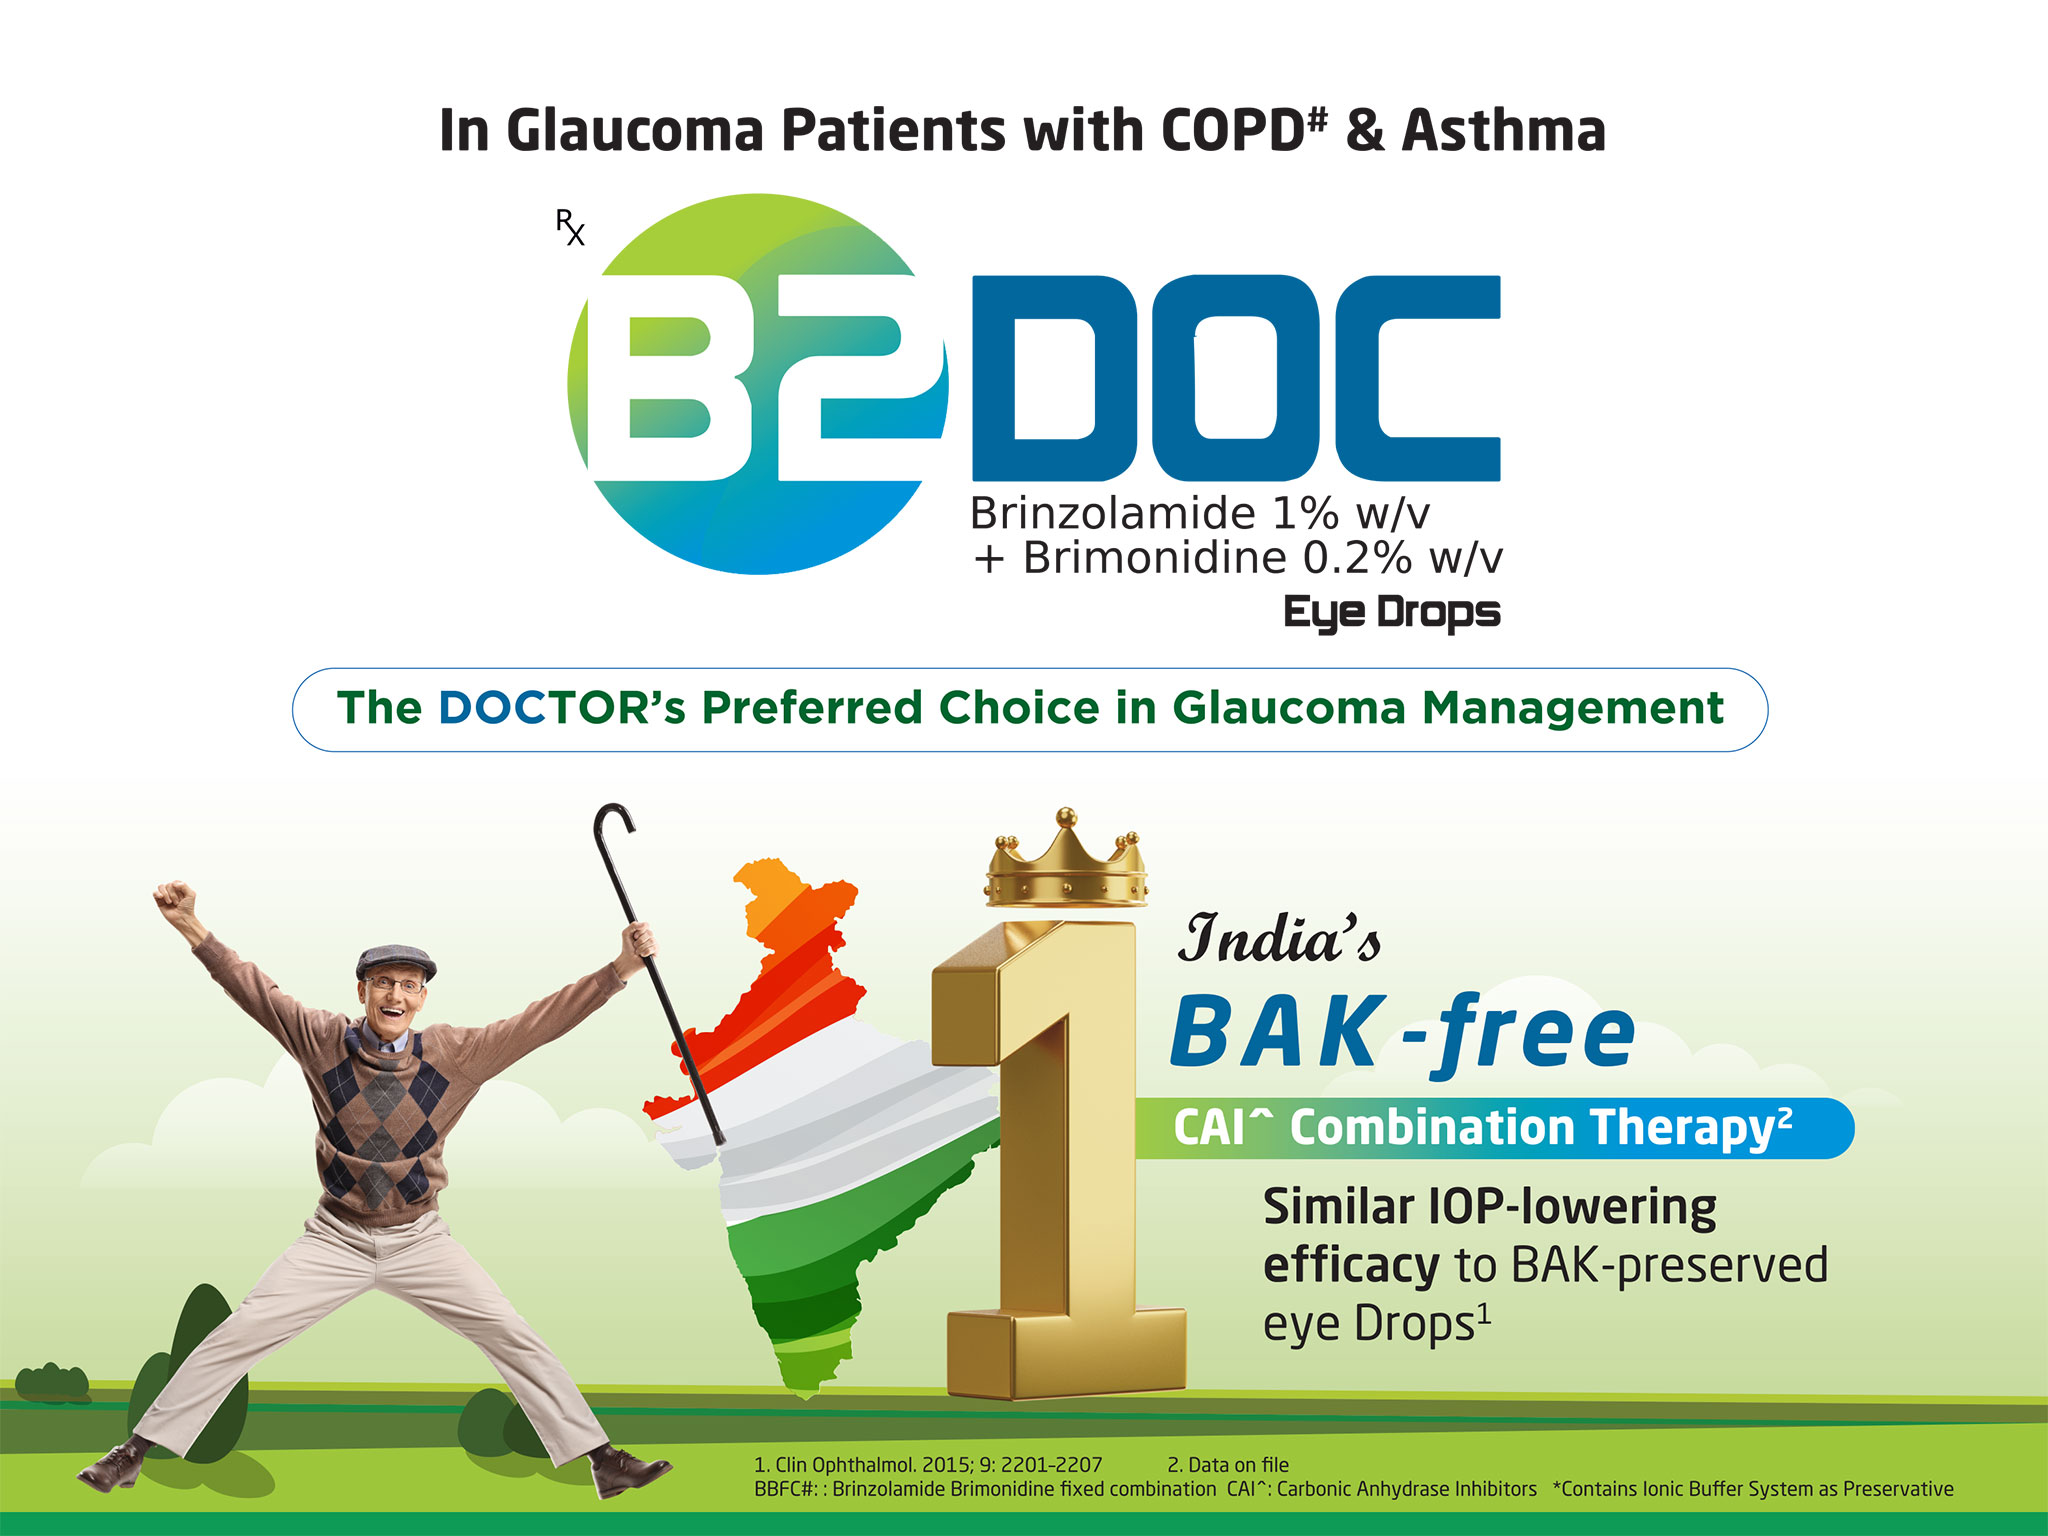 In Glaucoma Patients with COPD# & Asthma
Rx
B2DOC
Brinzolamide 1% w/v
+ Brimonidine 0.2% w/v
Eye Drops
The DOCTOR’s Preferred Choice in Glaucoma Management
1
India’s
BAK-free
CAI^ Combination Therapy2
Similar IOP-lowering
efficacy to BAK-preserved
eye Drops1
1. Clin Ophthalmol. 2015; 9: 2201–2207 2. Data on file
BBFC#: : Brinzolamide Brimonidine fixed combination CAI^: Carbonic Anhydrase Inhibitors *Contains Ionic Buffer System as Preservative